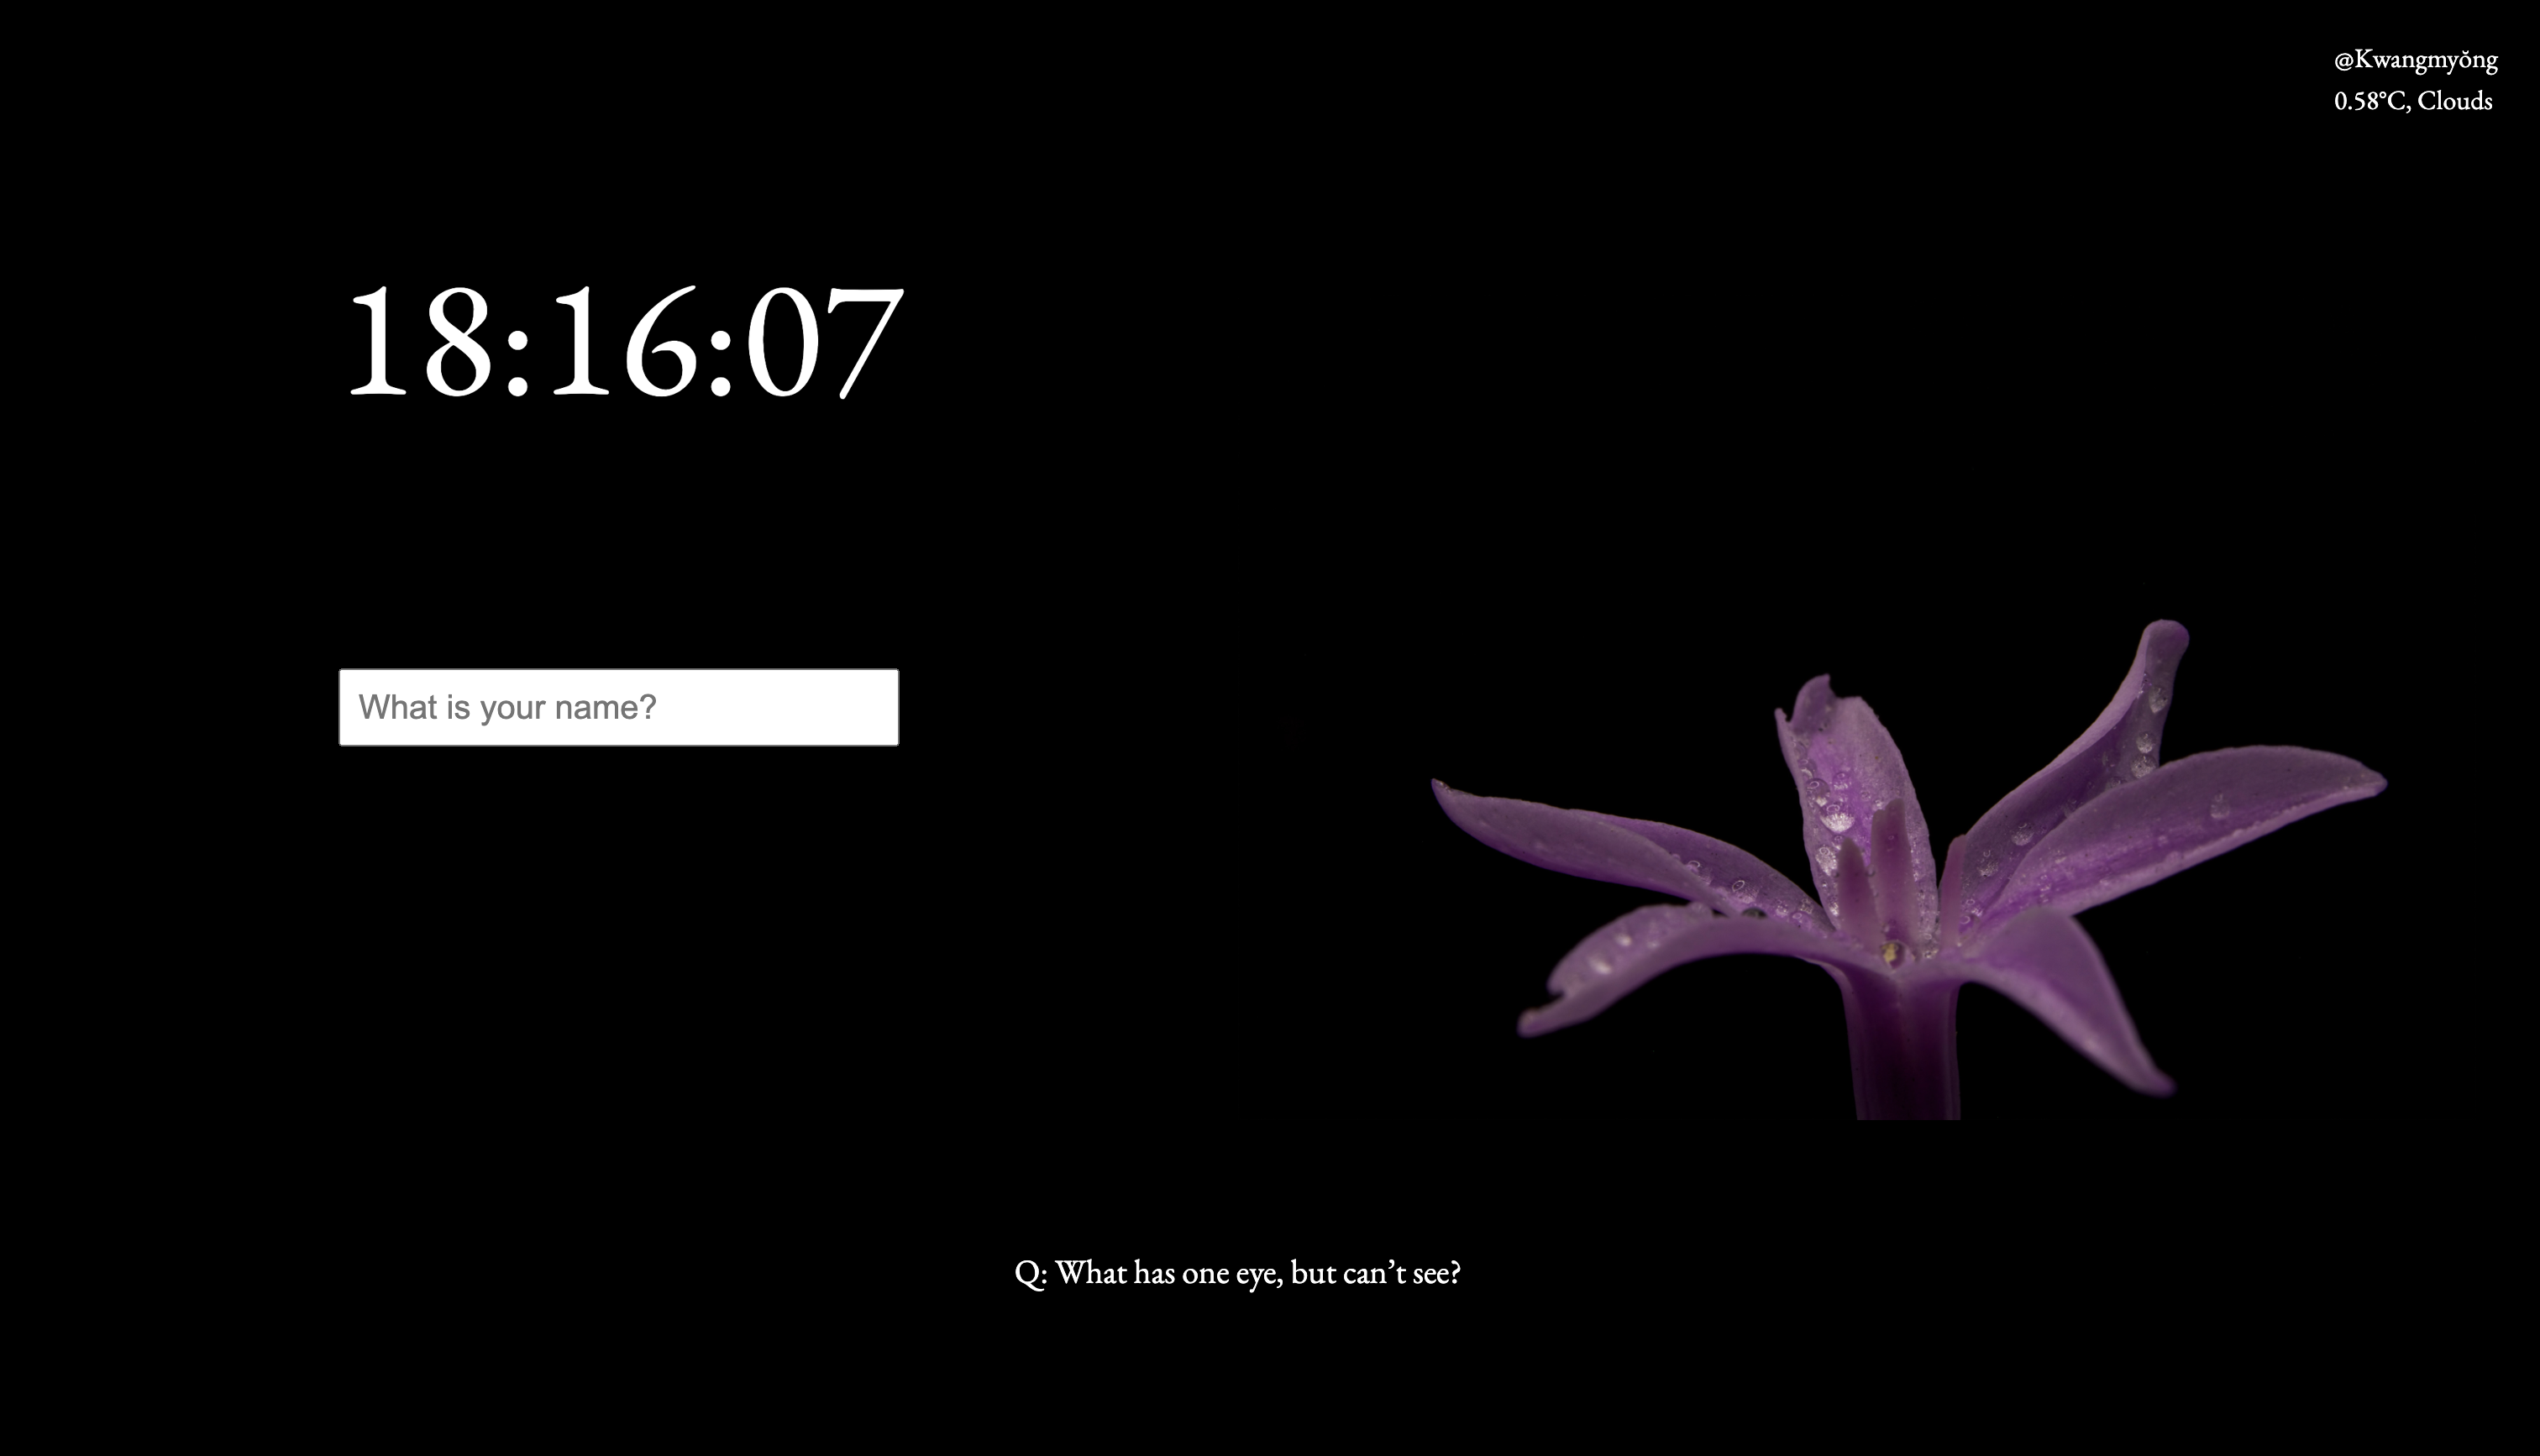 @Kwangmyŏng
0.58°C, Clouds
18:16:07
What is your name?
Q: What has one eye, but can’t see?